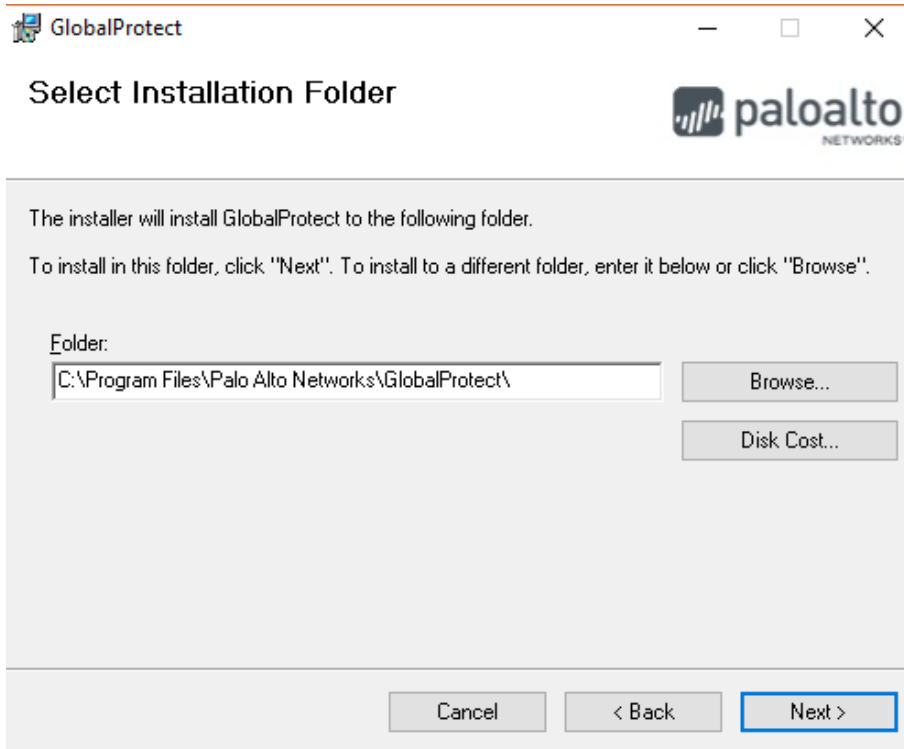 GlobalProtect
Select Installation Folder
paloalto
NETWORKS
The installer will install GlobalProtect to the following folder.
To install in this folder, click "Next". To install to a different folder, enter it below or click "Browse".
Folder:
C:\Program Files\Palo Alto Networks\GlobalProtect\
Browse...
Disk Cost...
Cancel
< Back
Next >